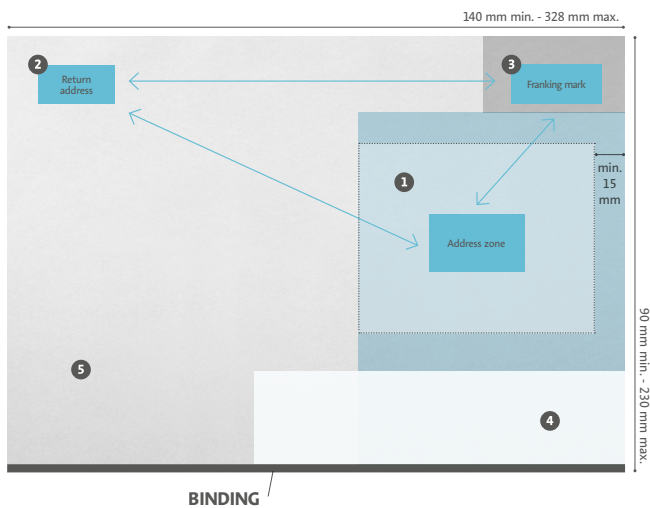 140 mm min. - 328 mm max.
2
Return
address
3
Franking mark
1
min.
15
mm
Address zone
90 mm min. - 230 mm max.
5
4
BINDING